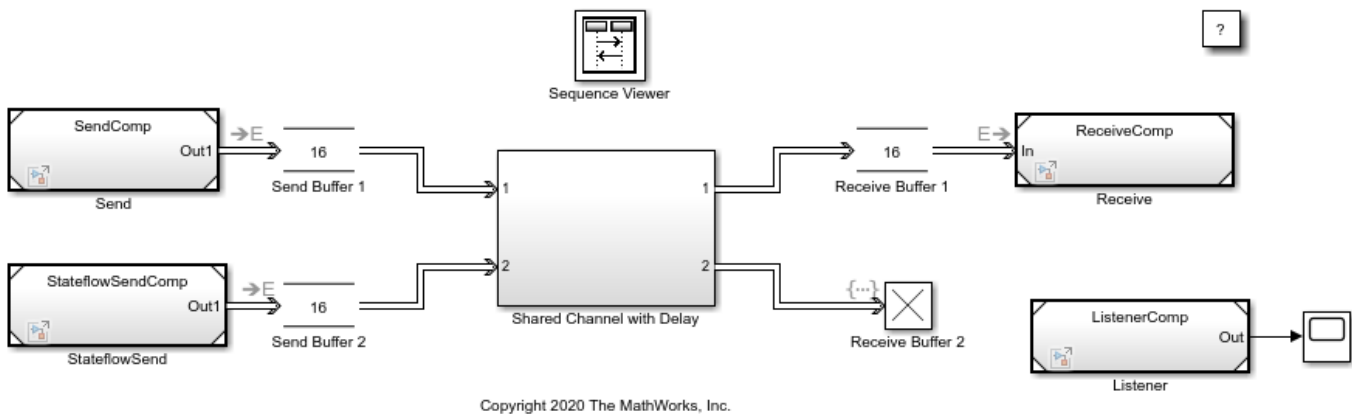 ?
Sequence Viewer
SendComp
Out1
Send
E
16
Send Buffer 1
1
2
1
2
Shared Channel with Delay
16
Receive Buffer 1
E
ReceiveComp
In
Receive
StateflowSendComp
Out1
StateflowSend
E
16
Send Buffer 2
{...}
Receive Buffer 2
ListenerComp
Out
Listener
Copyright 2020 The MathWorks, Inc.